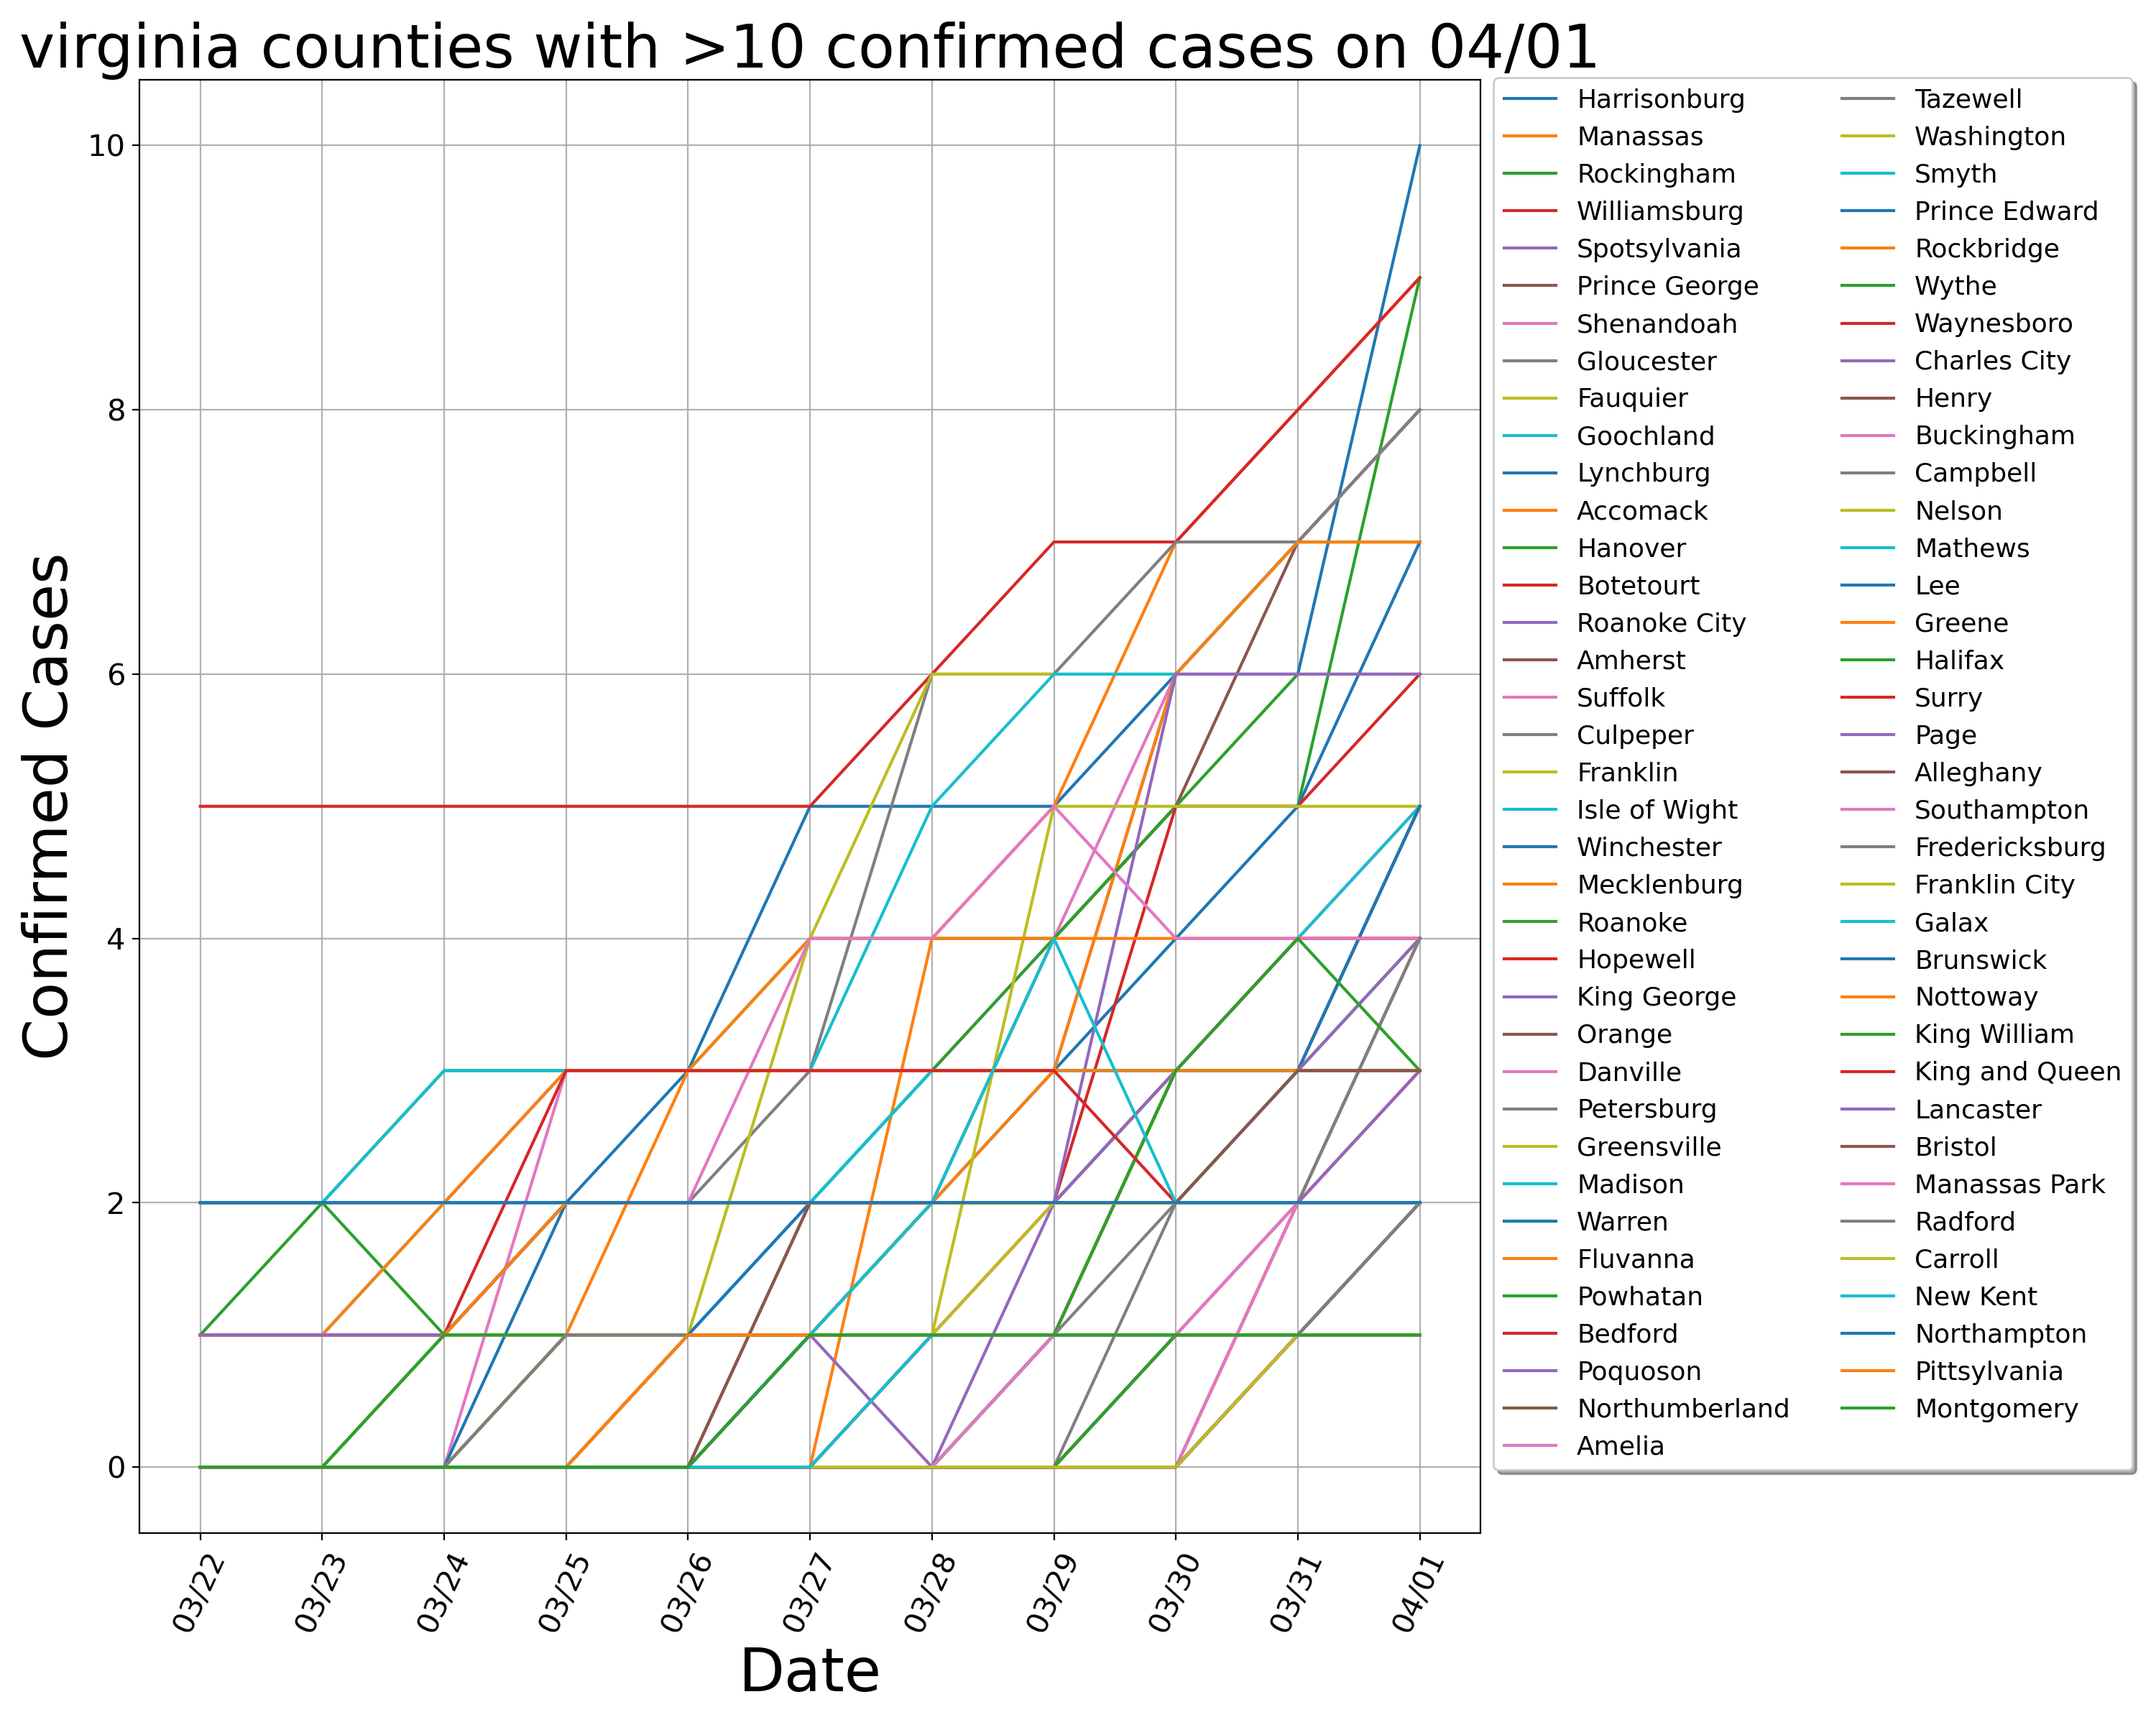 virginia counties with >10 confirmed cases on 04/01
Confirmed Cases
10
8
6
4
2
0
03/22
03/23
03/24
03/25
03/26
03/27
03/28
03/29
03/30
03/31
04/01
Date
Harrisonburg
Manassas
Rockingham
Williamsburg
Spotsylvania
Prince George
Shenandoah
Gloucester
Fauquier
Goochland
Lynchburg
Accomack
Hanover
Botetourt
Roanoke City
Amherst
Suffolk
Culpeper
Franklin
Isle of Wight
Winchester
Mecklenburg
Roanoke
Hopewell
King George
Orange
Danville
Petersburg
Greensville
Madison
Warren
Fluvanna
Powhatan
Bedford
Poquoson
Northumberland
Amelia
Tazewell
Washington
Smyth
Prince Edward
Rockbridge
Wythe
Waynesboro
Charles City
Henry
Buckingham
Campbell
Nelson
Mathews
Lee
Greene
Halifax
Surry
Page
Alleghany
Southampton
Fredericksburg
Franklin City
Galax
Brunswick
Nottoway
King William
King and Queen
Lancaster
Bristol
Manassas Park
Radford
Carroll
New Kent
Northampton
Pittsylvania
Montgomery